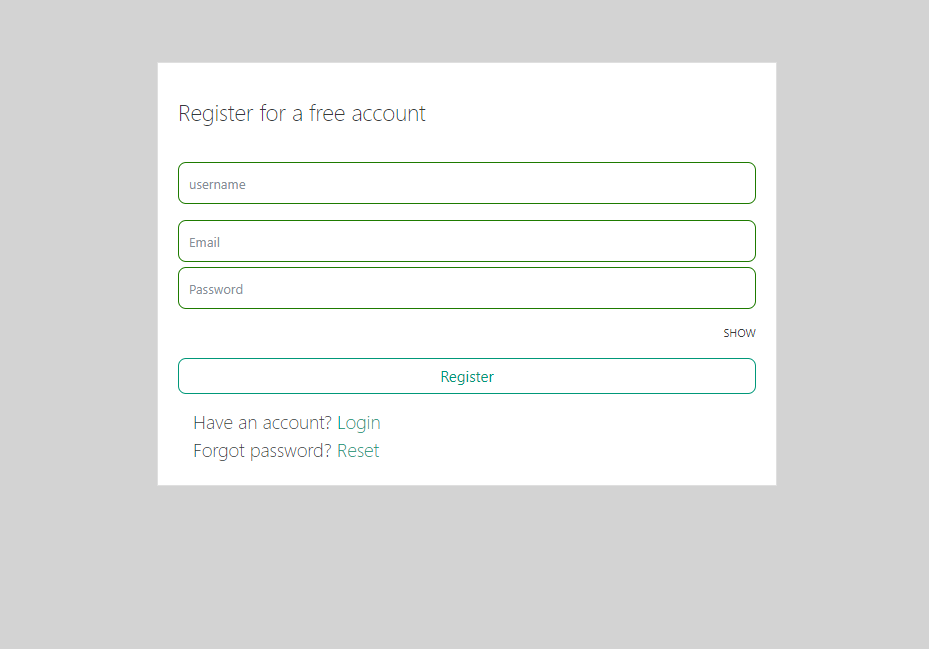 Register for a free account
username
Email
Password
SHOW
Register
Have an account? Login
Forgot password? Reset